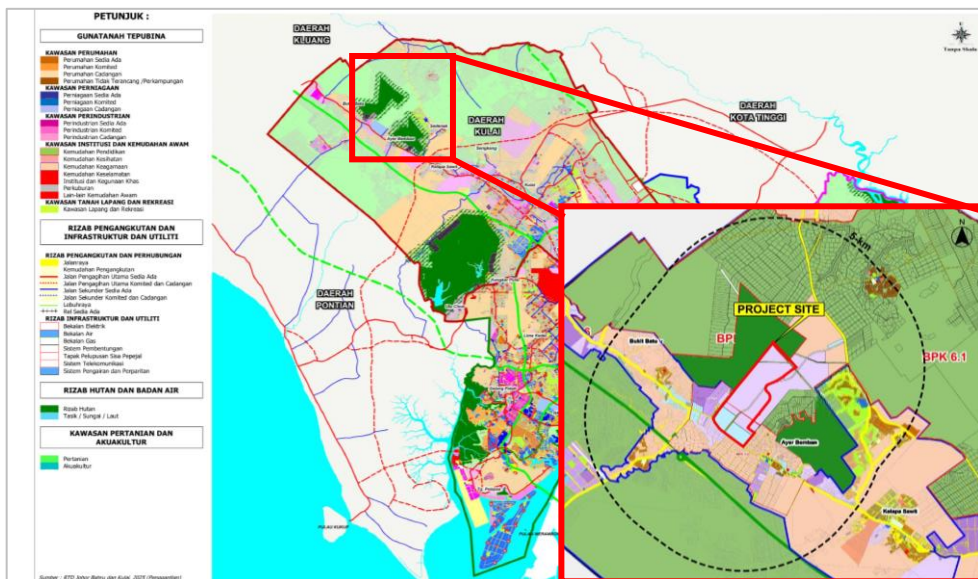 PETUNJUK :
GUNATANAH TEPUBINA
KAWASAN PERUMAHAN
Perumahan Sedia Ada
Perumahan Komited
Perumahan Cadangan
Perumahan Tidak Terancang /Perkampungan
KAWASAN PERNIAGAAN
Perniagaan Sedia Ada
Perniagaan Komited
Perniagaan Cadangan
KAWASAN PERINDUSTRIAN
Perindustrian Sedia Ada
Perindustrian Komited
Perindustrian Cadangan
KAWASAN INSTITUSI DAN KEMUDAHAN AWAM
Kemudahan Pendidikan
Kemudahan Kesihatan
Kemudahan Keagamaan
Kemudahan Keselamatan
Institusi dan Kegunaan Khas
Perkuburan
Lain-lain Kemudahan Awam
KAWASAN TANAH LAPANG DAN REKREASI
Kawasan Lapang dan Rekreasi
RIZAB PENGANGKUTAN DAN
INFRASTRUKTUR DAN UTILITI
RIZAB PENGANGKUTAN DAN PERHUBUNGAN
Jalanraya
Kemudahan Pengangkutan
Jalan Pengagihan Utama Sedia Ada
Jalan Pengagihan Utama Komited dan Cadangan
Jalan Sekunder Sedia Ada
Jalan Sekunder Komited dan Cadangan
Lebuhraya
Rel Sedia Ada
RIZAB INFRASTRUKTUR DAN UTILITI
Bekalan Elektrik
Bekalan Air
Bekalan Gas
Sistem Pembentungan
Tapak Pelupusan Sisa Pepejal
Sistem Telekomunikasi
Sistem Pengairan dan Perparitan
RIZAB HUTAN DAN BADAN AIR
Rizab Hutan
Tasik / Sungai / Laut
KAWASAN PERTANIAN DAN
AKUAKULTUR
Pertanian
Akuakultur
DAERAH
KLUANG
DAERAH
KULAI
DAERAH
KOTA TINGGI
DAERAH
PONTIAN
Tanpa Skala
N
5-km
PROJECT SITE
BPK 6.1
Bukit Batu
Ayer Bemban
Kelapa Sawit